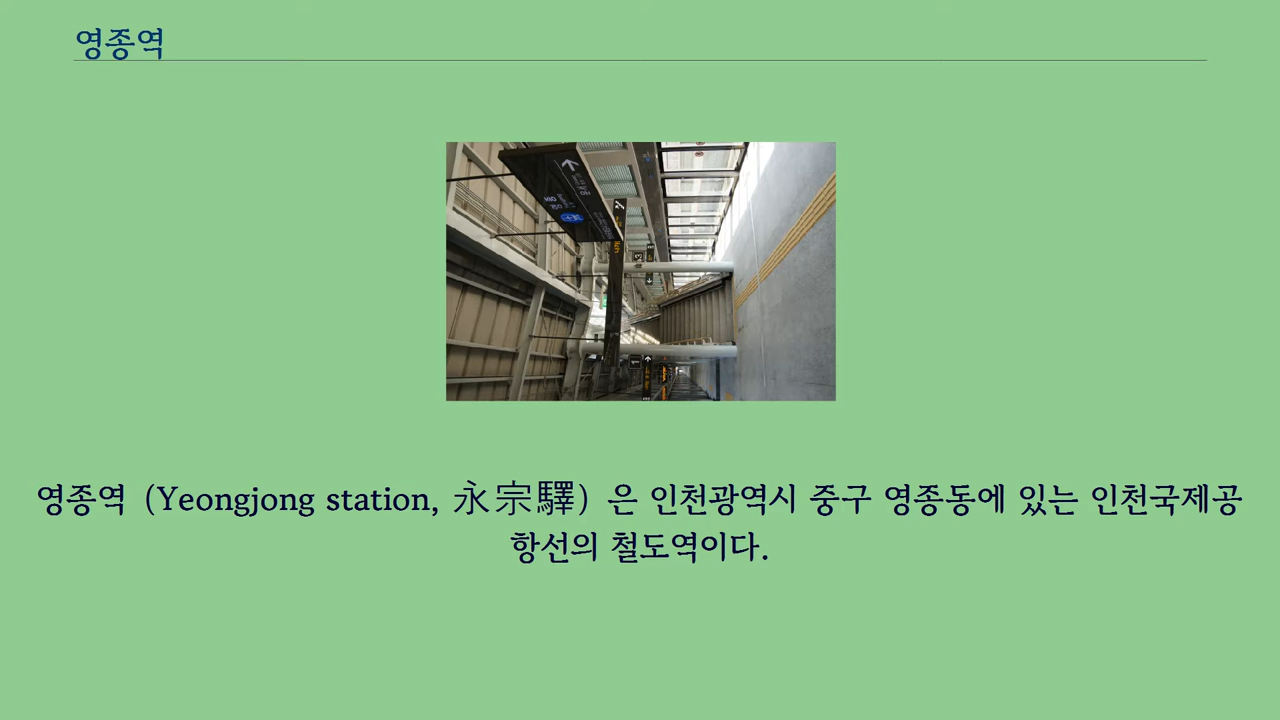 영종역
영종역 (Yeongjong station, 永宗驛) 은 인천광역시 중구 영종동에 있는 인천국제공
항선의 철도역이다.